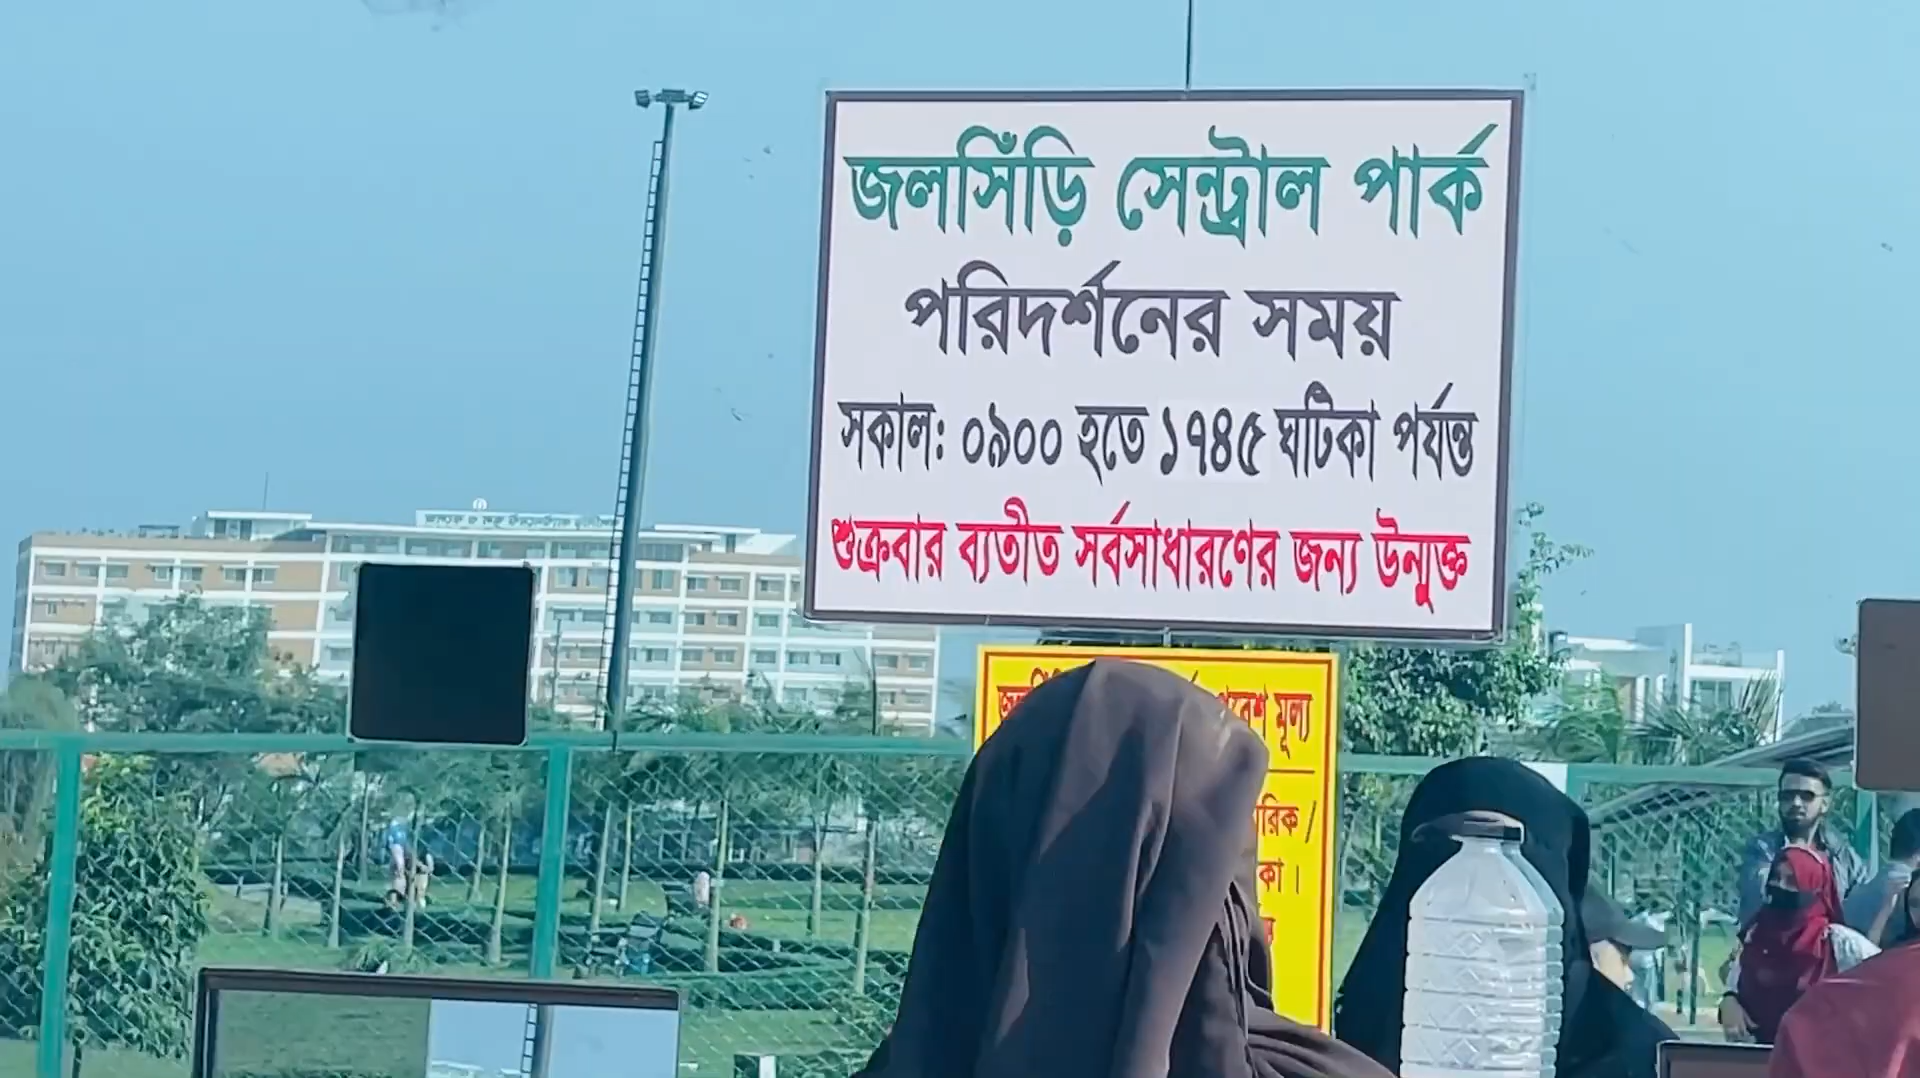 জলসিঁড়ি সেন্ট্রাল পার্ক
পরিদর্শনের সময়
সকাল: ০৯০০ হতে ১৭৪৫ ঘটিকা পর্যন্ত
শুক্রবার ব্যতীত সর্বসাধারণের জন্য উন্মুক্ত
মূল্য